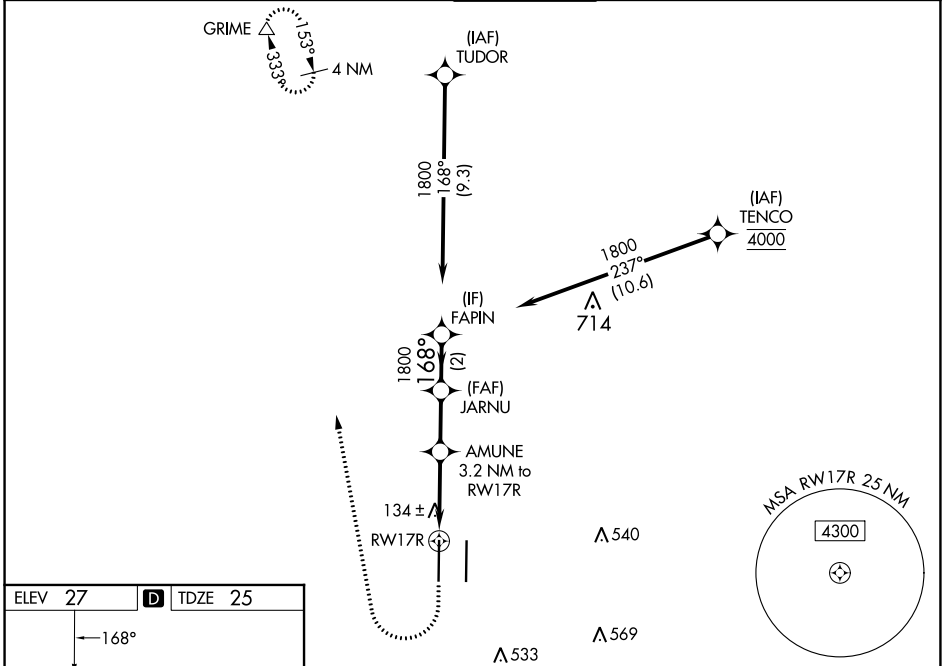 GRIME
153°
333°
4 NM
(IAF)
TUDOR
1800
168°
(9.3)
(IAF)
TENCO
4000
1800
237°
(10.6)
714
(IF)
FAPIN
1800
168°
(2)
(FAF)
JARNU
AMUNE
3.2 NM to
RW17R
134 ±
RW17R
540
MSA RW17R 25 NM
4300
569
533
ELEV 27 D TDZE 25
168°